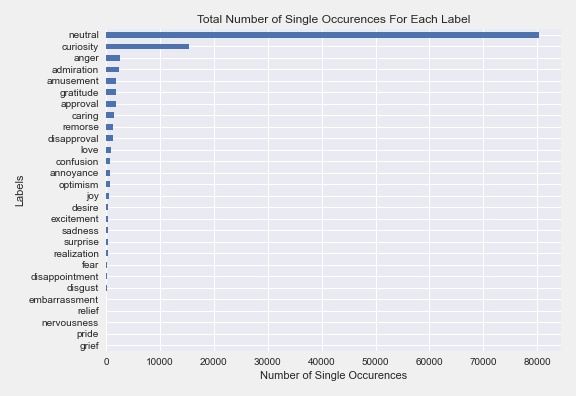 Total Number of Single Occurences For Each Label
neutral
curiosity
anger
admiration
amusement
gratitude
approval
caring
remorse
disapproval
love
confusion
annoyance
optimism
joy
desire
excitement
sadness
surprise
realization
fear
disappointment
disgust
embarrassment
relief
nervousness
pride
grief
Labels
0 10000 20000 30000 40000 50000 60000 70000 80000
Number of Single Occurences